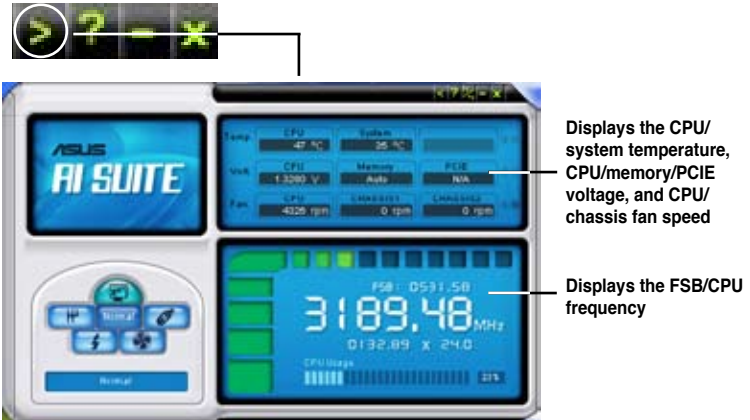 > ? - x
< ? - x
ASUS
AI SUITE
Temp CPU System
47 °C 35 °C
Volt CPU Memory PCIE
1.3280 V Auto N/A
Fan CPU CHASSIS1 CHASSIS2
4326 rpm 0 rpm 0 rpm
Displays the CPU/
system temperature,
CPU/memory/PCIE
voltage, and CPU/
chassis fan speed
FSB: 0531.58
3189.48 MHz
0132.89 x 24.0
CPU Usage
23%
Displays the FSB/CPU
frequency
Normal
Normal